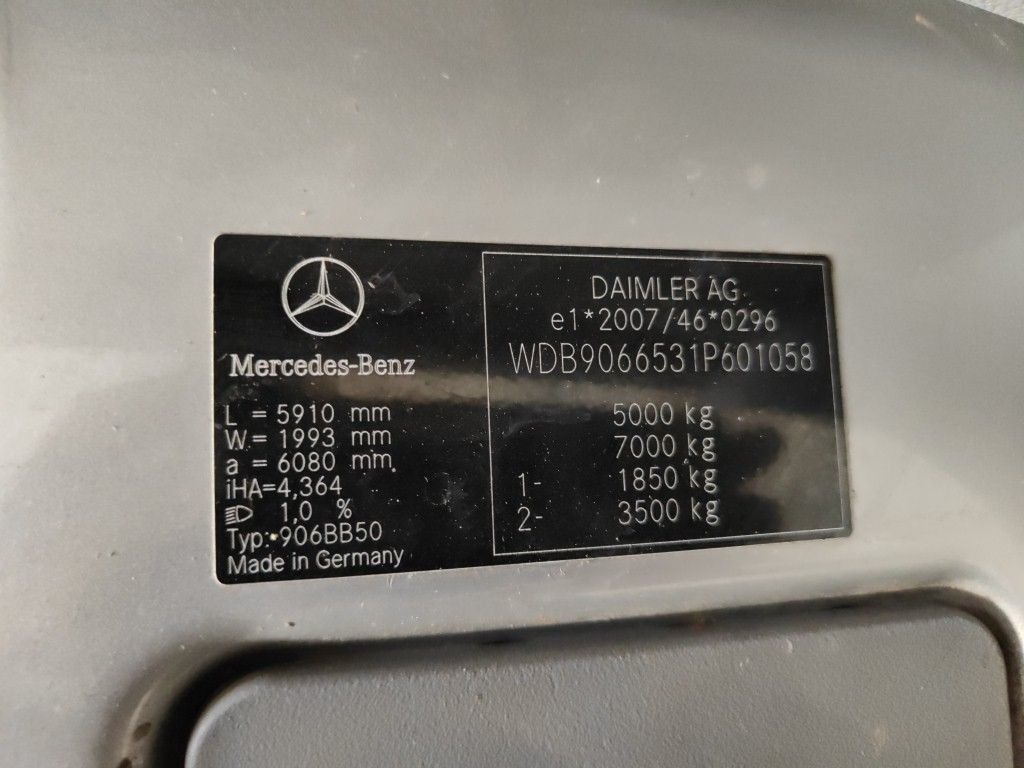 Mercedes-Benz
L = 5910 mm
W = 1993 mm
a = 6080 mm
iHA=4,364
1,0 %
Typ: 906BB50
Made in Germany
DAIMLER AG
e1*2007/46*0296
WDB9066531P601058
5000 kg
7000 kg
1- 1850 kg
2- 3500 kg